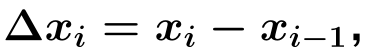 Δxᵢ = xᵢ − xᵢ₋₁,